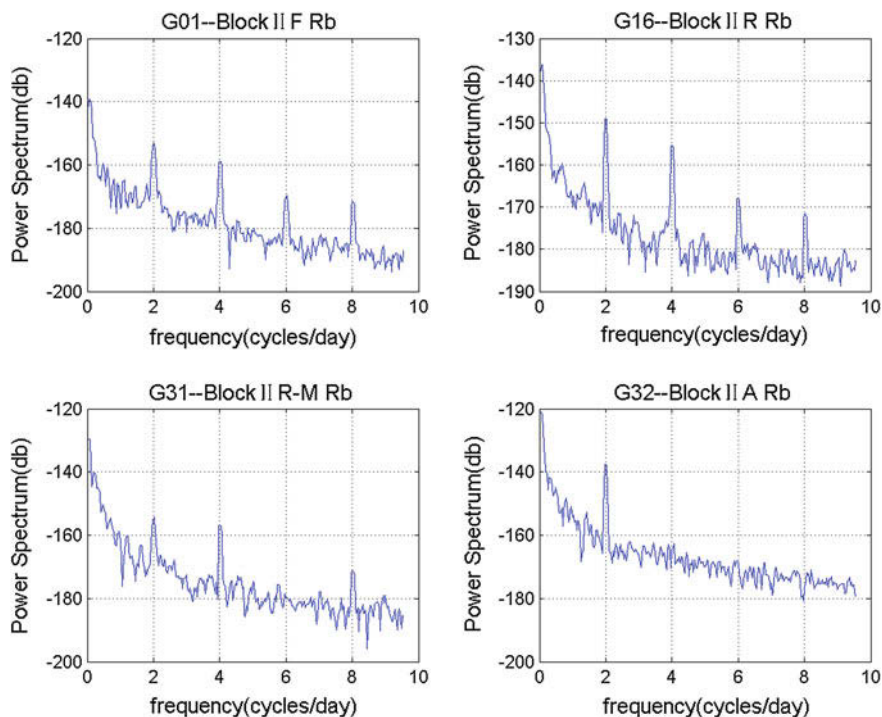 G01--Block II F Rb
Power Spectrum(db)
-120
-140
-160
-180
-200
0 2 4 6 8 10
frequency(cycles/day)
G16--Block II R Rb
Power Spectrum(db)
-130
-140
-150
-160
-170
-180
-190
0 2 4 6 8 10
frequency(cycles/day)
G31--Block II R-M Rb
Power Spectrum(db)
-120
-140
-160
-180
-200
0 2 4 6 8 10
frequency(cycles/day)
G32--Block II A Rb
Power Spectrum(db)
-120
-140
-160
-180
-200
0 2 4 6 8 10
frequency(cycles/day)